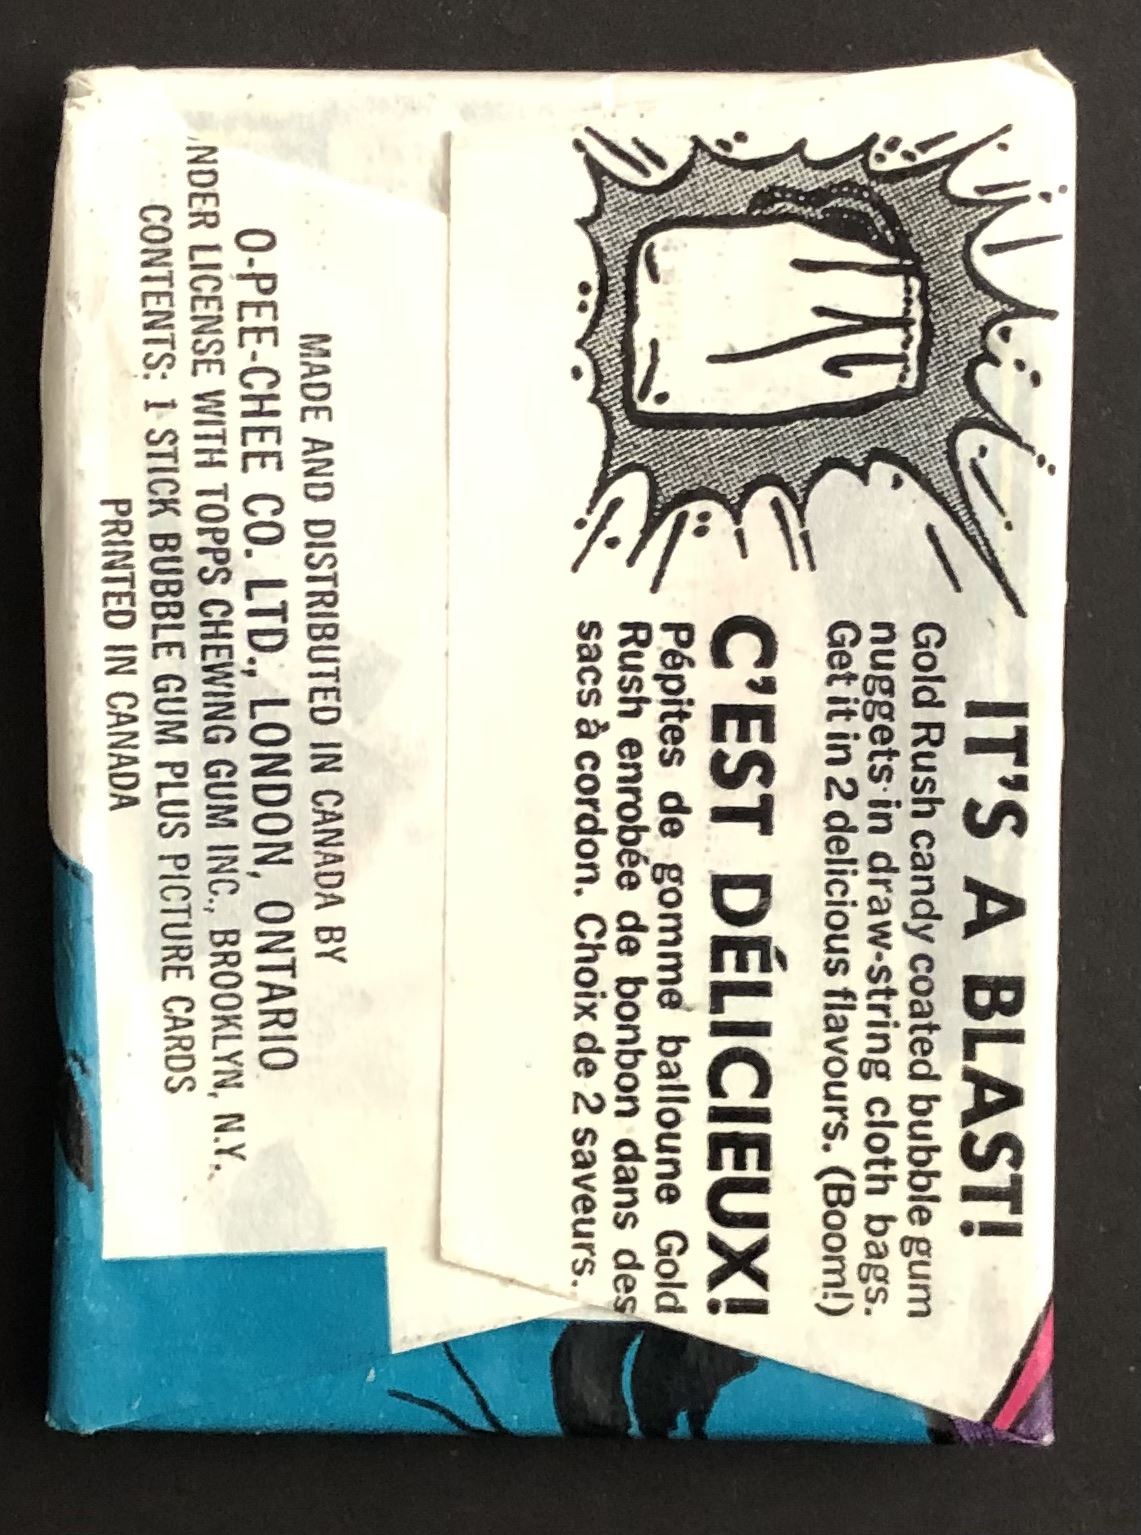 IT'S A BLAST!
Gold Rush candy coated bubble gum
nuggets in draw-string cloth bags.
Get it in 2 delicious flavours. (Boom!)
C'EST DÉLICIEUX!
Pépites de gomme balloune Gold
Rush enrobée de bonbon dans des
sacs à cordon. Choix de 2 saveurs.
MADE AND DISTRIBUTED IN CANADA BY
O-PEE-CHEE CO. LTD., LONDON, ONTARIO
NDER LICENSE WITH TOPPS CHEWING GUM INC., BROOKLYN, N.Y.
CONTENTS: 1 STICK BUBBLE GUM PLUS PICTURE CARDS
PRINTED IN CANADA